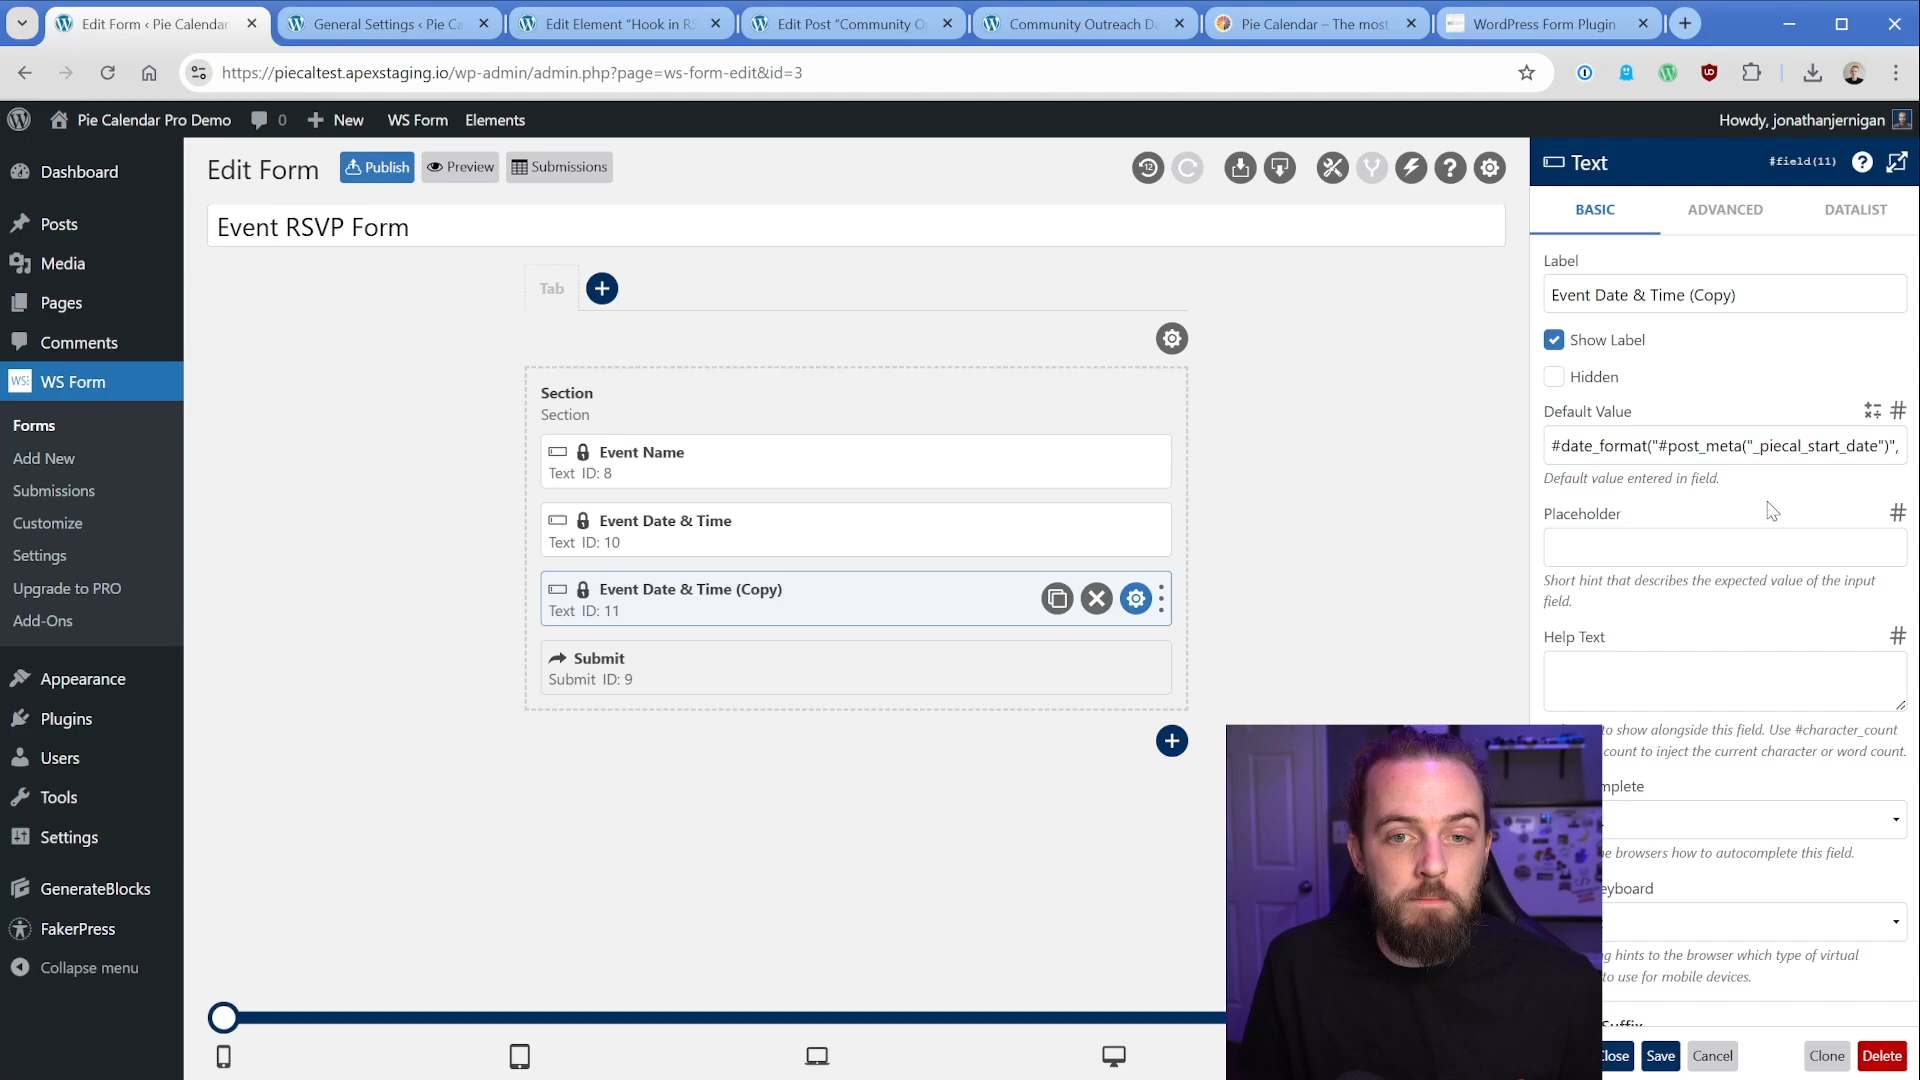 Edit Form ‹ Pie Calendar
General Settings ‹ Pie Ca
Edit Element “Hook in RS
Edit Post “Community O
Community Outreach Da
Pie Calendar – The most
WordPress Form Plugin
https://piecaltest.apexstaging.io/wp-admin/admin.php?page=ws-form-edit&id=3
Pie Calendar Pro Demo
0
New
WS Form
Elements
Howdy, jonathanjernigan
Dashboard
Posts
Media
Pages
Comments
WS Form
Forms
Add New
Submissions
Customize
Settings
Upgrade to PRO
Add-Ons
Appearance
Plugins
Users
Tools
Settings
GenerateBlocks
FakerPress
Collapse menu
Edit Form
Publish
Preview
Submissions
Event RSVP Form
Tab
Section
Section
Event Name
Text ID: 8
Event Date & Time
Text ID: 10
Event Date & Time (Copy)
Text ID: 11
Submit
Submit ID: 9
Text
#field(11)
BASIC
ADVANCED
DATALIST
Label
Event Date & Time (Copy)
Show Label
Hidden
Default Value
#
#date_format("#post_meta("_piecal_start_date")",
Default value entered in field.
Placeholder
#
Short hint that describes the expected value of the input
field.
Help Text
#
to show alongside this field. Use #character_count
count to inject the current character or word count.
mplete
e browsers how to autocomplete this field.
eyboard
g hints to the browser which type of virtual
to use for mobile devices.
Suffix
Close
Save
Cancel
Clone
Delete